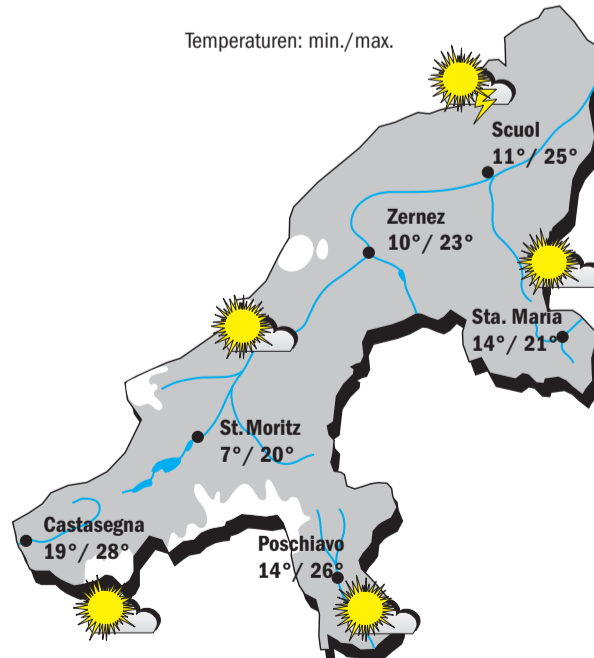 Temperaturen: min./max.
Scuol
11°/ 25°
Zernez
10°/ 23°
Sta. Maria
14°/ 21°
St. Moritz
7°/ 20°
Castasegna
19°/ 28°
Poschiavo
14°/ 26°